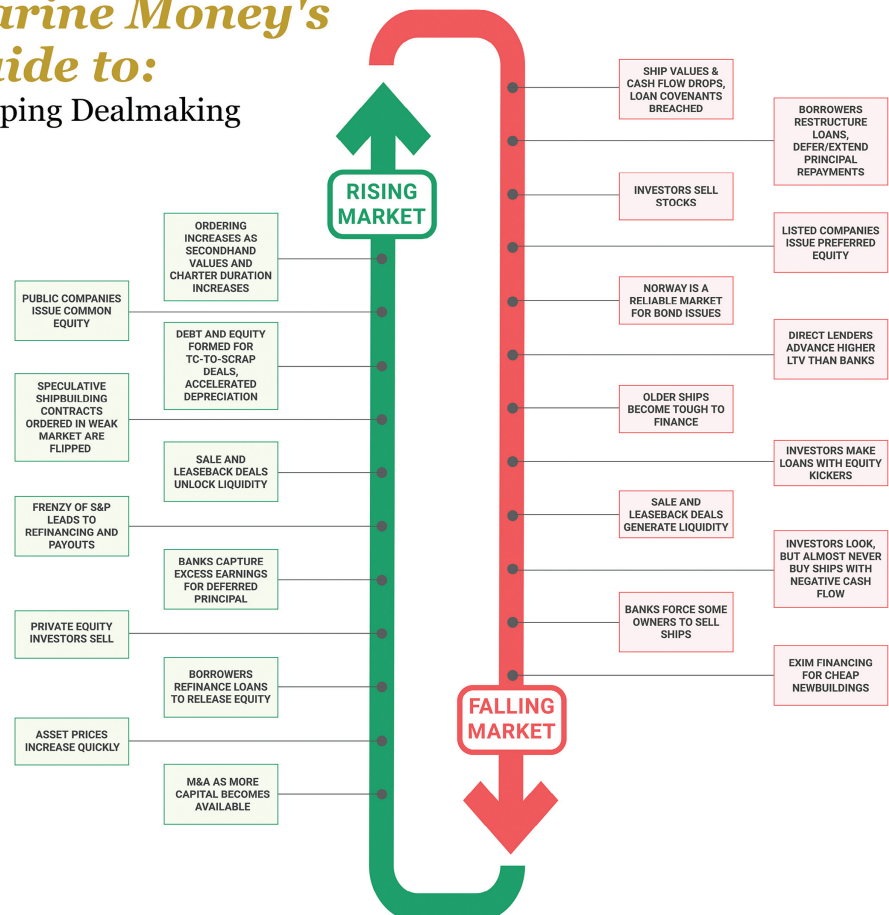 arine Money's
uide to:
ping Dealmaking
RISING
MARKET
ORDERING
INCREASES AS
SECONDHAND
VALUES AND
CHARTER DURATION
INCREASES
PUBLIC COMPANIES
ISSUE COMMON
EQUITY
DEBT AND EQUITY
FORMED FOR
TC-TO-SCRAP
DEALS,
ACCELERATED
DEPRECIATION
SPECULATIVE
SHIPBUILDING
CONTRACTS
ORDERED IN WEAK
MARKET ARE
FLIPPED
SALE AND
LEASEBACK DEALS
UNLOCK LIQUIDITY
FRENZY OF S&P
LEADS TO
REFINANCING AND
PAYOUTS
BANKS CAPTURE
EXCESS EARNINGS
FOR DEFERRED
PRINCIPAL
PRIVATE EQUITY
INVESTORS SELL
BORROWERS
REFINANCE LOANS
TO RELEASE EQUITY
ASSET PRICES
INCREASE QUICKLY
M&A AS MORE
CAPITAL BECOMES
AVAILABLE
SHIP VALUES &
CASH FLOW DROPS,
LOAN COVENANTS
BREACHED
BORROWERS
RESTRUCTURE
LOANS,
DEFER/EXTEND
PRINCIPAL
REPAYMENTS
INVESTORS SELL
STOCKS
LISTED COMPANIES
ISSUE PREFERRED
EQUITY
NORWAY IS A
RELIABLE MARKET
FOR BOND ISSUES
DIRECT LENDERS
ADVANCE HIGHER
LTV THAN BANKS
OLDER SHIPS
BECOME TOUGH TO
FINANCE
INVESTORS MAKE
LOANS WITH EQUITY
KICKERS
SALE AND
LEASEBACK DEALS
GENERATE LIQUIDITY
INVESTORS LOOK,
BUT ALMOST NEVER
BUY SHIPS WITH
NEGATIVE CASH
FLOW
BANKS FORCE SOME
OWNERS TO SELL
SHIPS
EXIM FINANCING
FOR CHEAP
NEWBUILDINGS
FALLING
MARKET